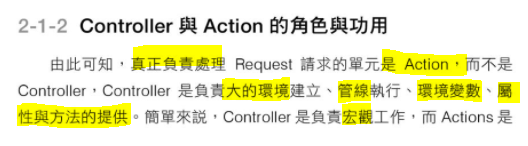 2-1-2 Controller 與 Action 的角色與功用
由此可知，真正負責處理 Request 請求的單元是 Action，而不是
Controller，Controller 是負責大的環境建立、管線執行、環境變數、屬
性與方法的提供。簡單來說，Controller 是負責宏觀工作，而 Actions 是